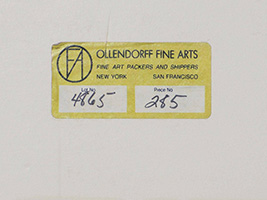 OLLENDORFF FINE ARTS
FINE ART PACKERS AND SHIPPERS
NEW YORK SAN FRANCISCO
Lot No. Piece No.
4865 285